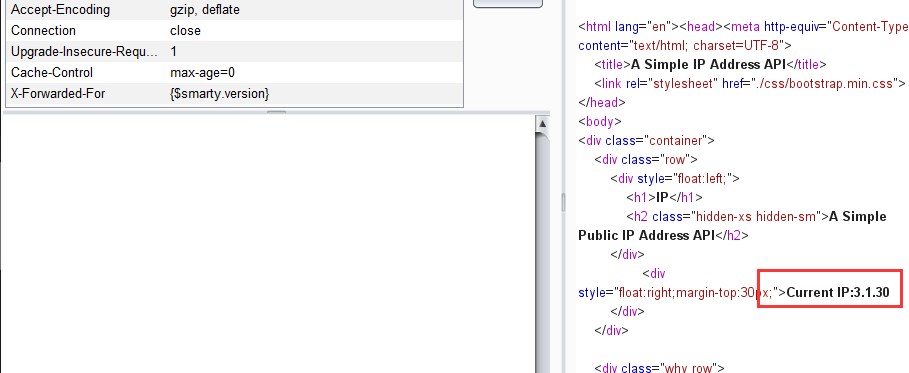 Accept-Encoding gzip, deflate
Connection close
Upgrade-Insecure-Requ... 1
Cache-Control max-age=0
X-Forwarded-For {$smarty.version}
<html lang="en"><head><meta http-equiv="Content-Type
content="text/html; charset=UTF-8">
<title>A Simple IP Address API</title>
<link rel="stylesheet" href="./css/bootstrap.min.css">
</head>
<body>
<div class="container">
<div class="row">
<div style="float:left;">
<h1>IP</h1>
<h2 class="hidden-xs hidden-sm">A Simple
Public IP Address API</h2>
</div>
<div
style="float:right;margin-top:30px;">Current IP:3.1.30
</div>
</div>
<div class="why row">